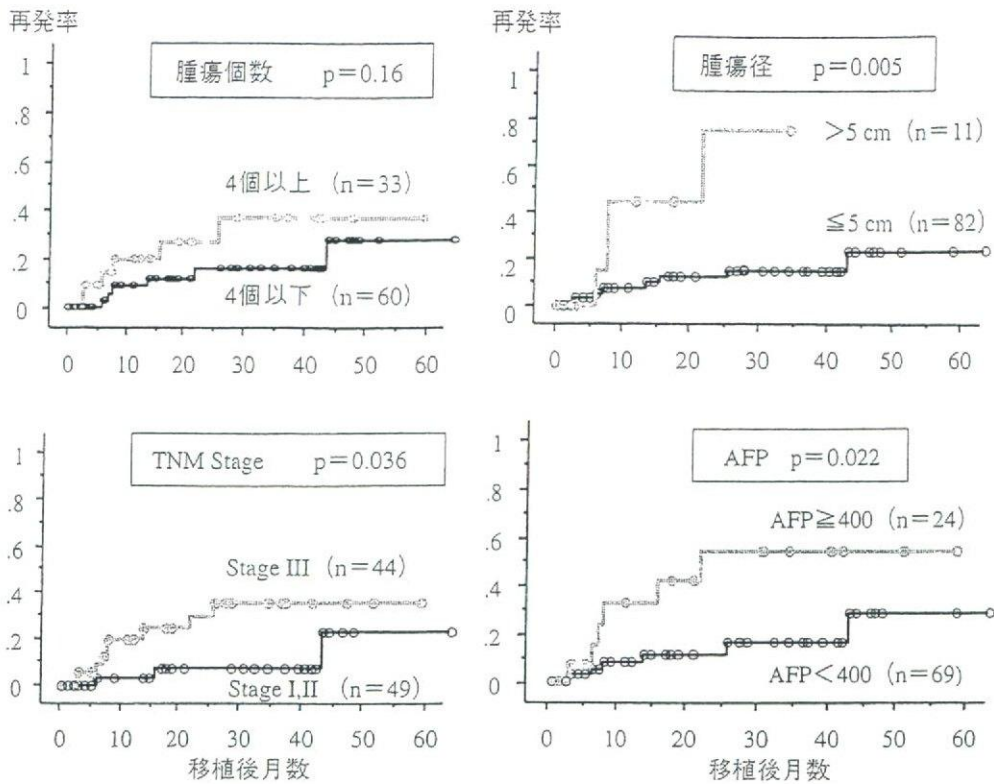 再発率
腫瘍個数 p=0.16
1
.8
.6
.4
.2
0
4個以上 (n=33)
4個以下 (n=60)
0 10 20 30 40 50 60
再発率
腫瘍径 p=0.005
1
.8
.6
.4
.2
0
>5 cm (n=11)
≦5 cm (n=82)
0 10 20 30 40 50 60
TNM Stage p=0.036
1
.8
.6
.4
.2
0
Stage III (n=44)
Stage I,II (n=49)
0 10 20 30 40 50 60
移植後月数
AFP p=0.022
1
.8
.6
.4
.2
0
AFP≧400 (n=24)
AFP<400 (n=69)
0 10 20 30 40 50 60
移植後月数